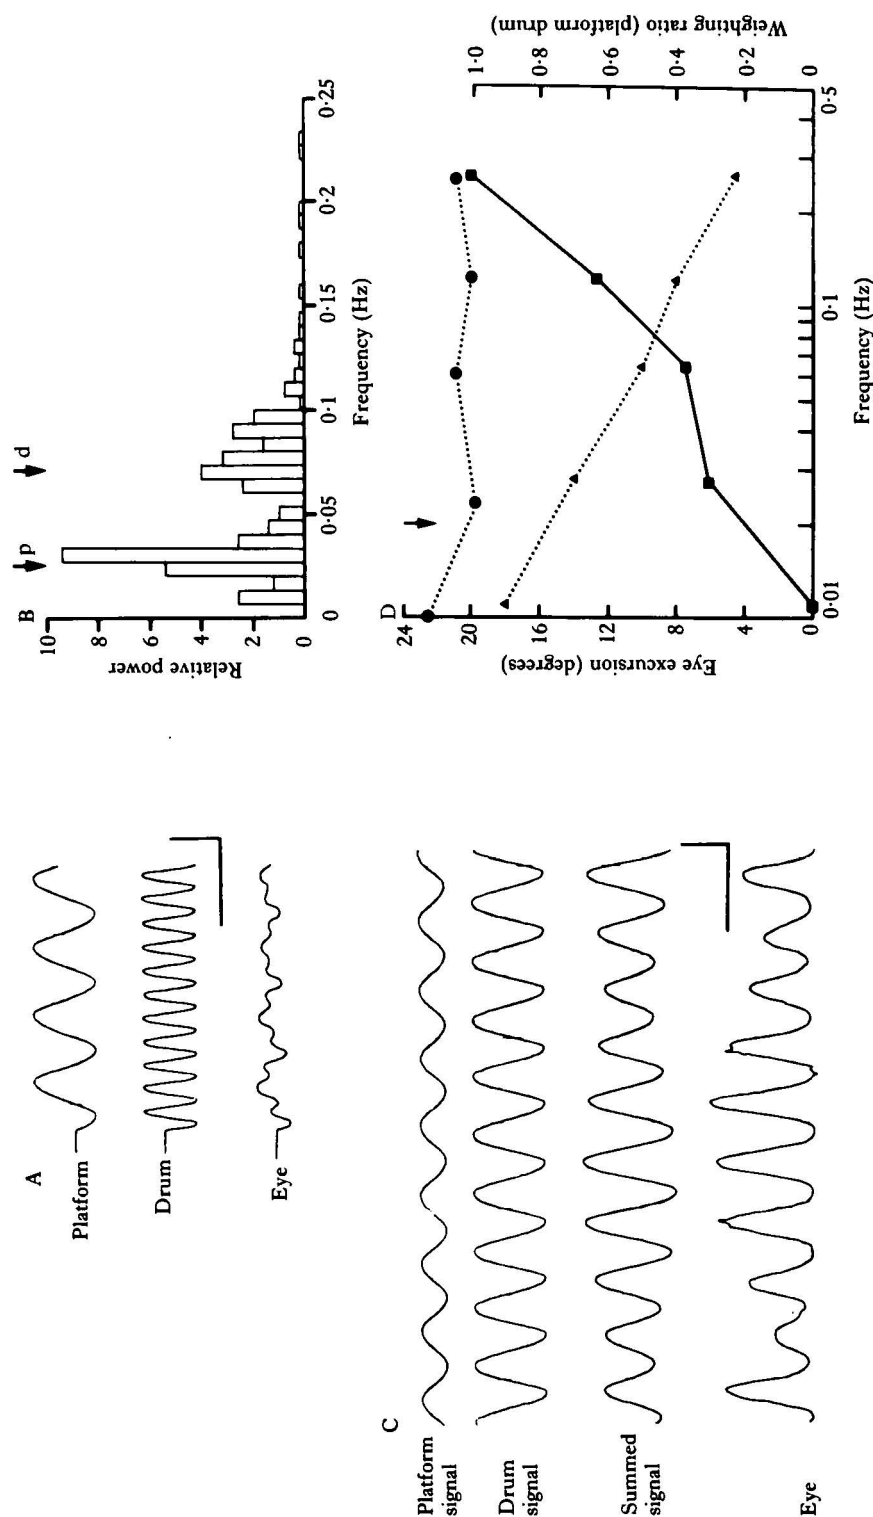 A
Platform
Drum
Eye
B
Relative power
10
8
6
4
2
0
p
d
0
0·05
0·1
0·15
0·2
0·25
Frequency (Hz)
C
Platform
signal
Drum
signal
Summed
signal
Eye
D
Eye excursion (degrees)
24
20
16
12
8
4
0
0·01
0·1
0·5
Frequency (Hz)
Weighting ratio (platform drum)
1·0
0·8
0·6
0·4
0·2
0